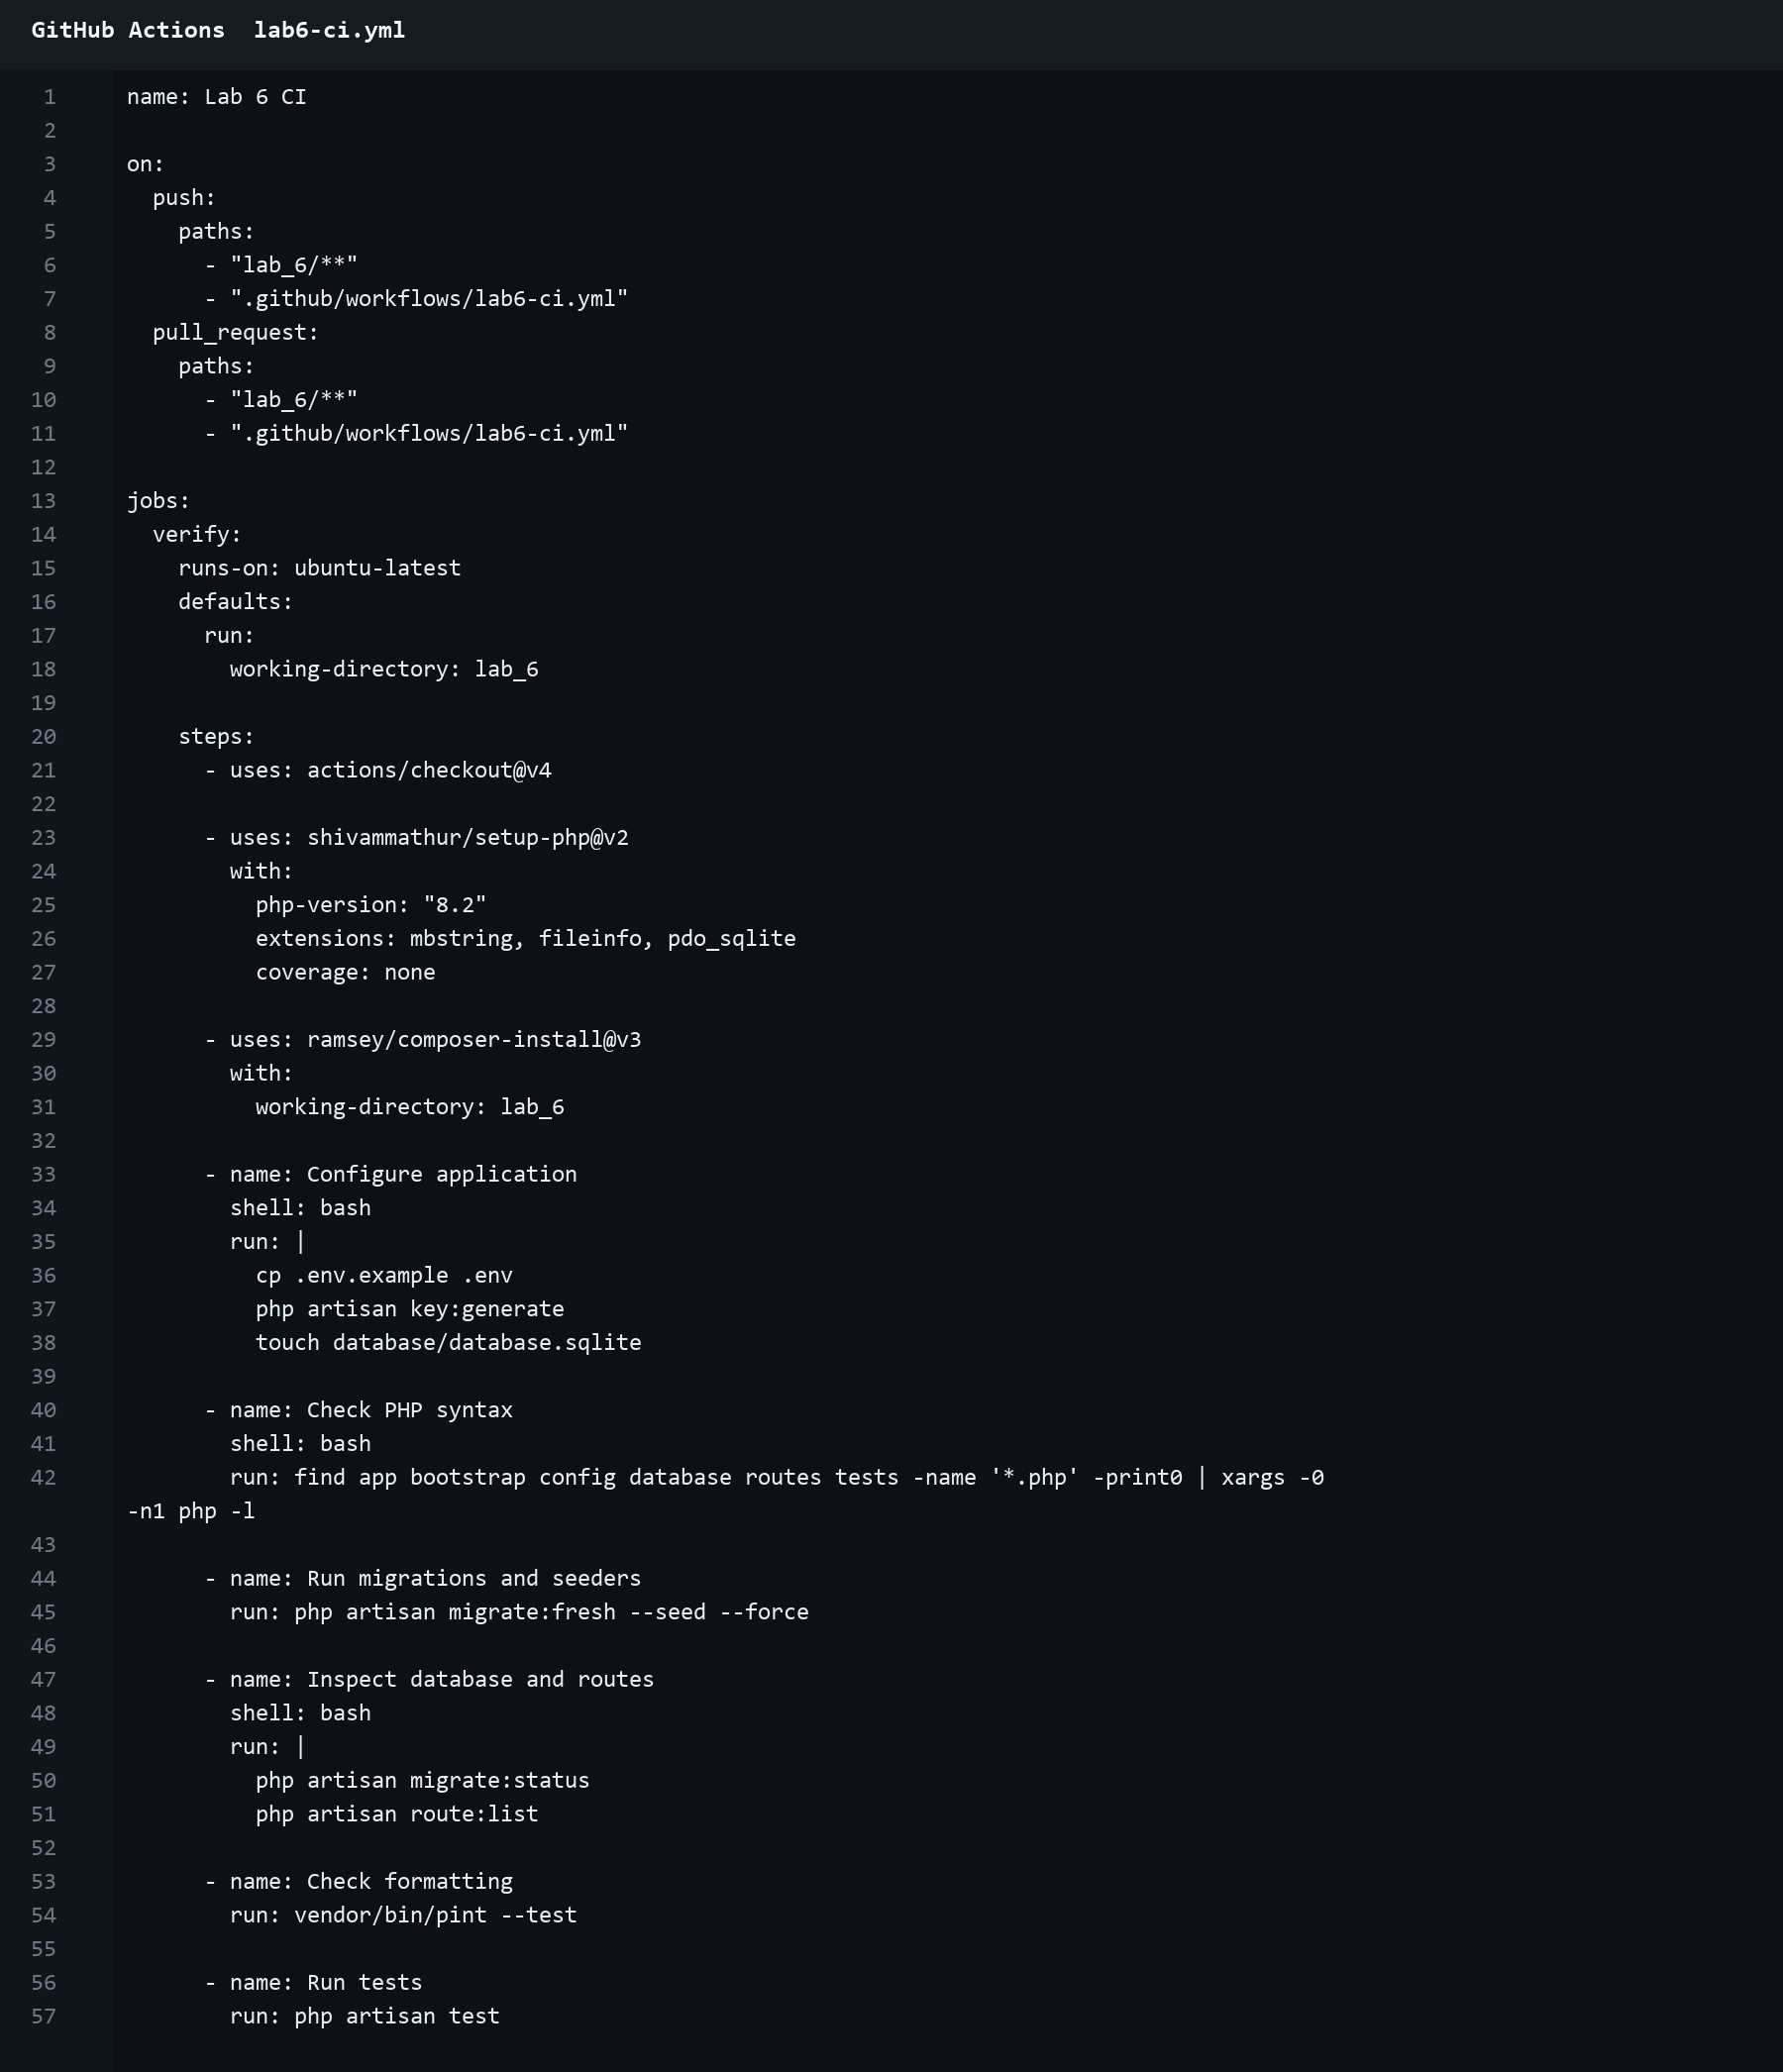 GitHub Actions  lab6-ci.yml
1 name: Lab 6 CI
2
3 on:
4   push:
5     paths:
6       - "lab_6/**"
7       - ".github/workflows/lab6-ci.yml"
8   pull_request:
9     paths:
10       - "lab_6/**"
11       - ".github/workflows/lab6-ci.yml"
12
13 jobs:
14   verify:
15     runs-on: ubuntu-latest
16     defaults:
17       run:
18         working-directory: lab_6
19
20     steps:
21       - uses: actions/checkout@v4
22
23       - uses: shivammathur/setup-php@v2
24         with:
25           php-version: "8.2"
26           extensions: mbstring, fileinfo, pdo_sqlite
27           coverage: none
28
29       - uses: ramsey/composer-install@v3
30         with:
31           working-directory: lab_6
32
33       - name: Configure application
34         shell: bash
35         run: |
36           cp .env.example .env
37           php artisan key:generate
38           touch database/database.sqlite
39
40       - name: Check PHP syntax
41         shell: bash
42         run: find app bootstrap config database routes tests -name '*.php' -print0 | xargs -0
-n1 php -l
43
44       - name: Run migrations and seeders
45         run: php artisan migrate:fresh --seed --force
46
47       - name: Inspect database and routes
48         shell: bash
49         run: |
50           php artisan migrate:status
51           php artisan route:list
52
53       - name: Check formatting
54         run: vendor/bin/pint --test
55
56       - name: Run tests
57         run: php artisan test